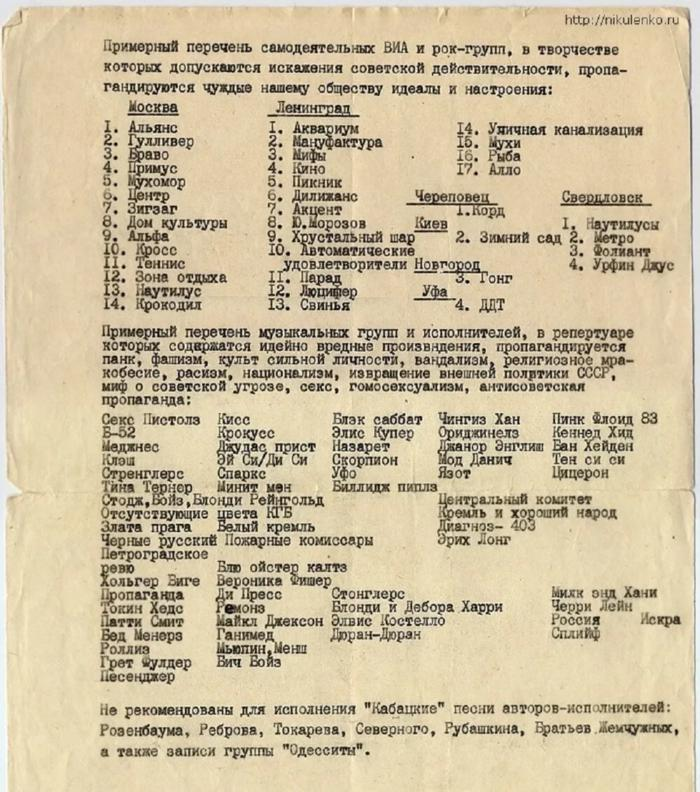 http://nikulenko.ru
Примерный перечень самодеятельных ВИА и рок-групп, в творчестве
которых допускаются искажения советской действительности, пропа-
гандируются чуждые нашему обществу идеалы и настроения:
Москва Ленинград
1. Альянс 1. Аквариум 14. Уличная канализация
2. Гулливер 2. Мануфактура 15. Мухи
3. Браво 3. Мифы 16. Рыба
4. Примус 4. Кино 17. Алло
5. Мухомор 5. Пикник
6. Центр 6. Дилижанс Череповец Свердловск
7. Зигзаг 7. Акцент 1. Корд
8. Дом культуры 8. Ю.Морозов Киев 1. Наутилусы
9. Альфа 9. Хрустальный шар 2. Зимний сад 2. Метро
10. Кросс 10. Автоматические 3. Фолиант
11. Теннис удовлетворители Новгород 4. Урфин Джус
12. Зона отдыха 11. Парад 3. Гонг
13. Наутилус 12. Люцифер Уфа
14. Крокодил 13. Свинья 4. ДДТ
Примерный перечень музыкальных групп и исполнителей, в репертуаре
которых содержатся идейно вредные произвндения, пропагандируется
панк, фашизм, культ сильной личности, вандализм, религиозное мра-
кобесие, расизм, национализм, извращение внешней политики СССР,
миф о советской угрозе, секс, гомосексуализм, антисоветская
пропаганда:
Секс Пистолз Кисс Блэк саббат Чингиз Хан Пинк Флоид 83
Б-52 Крокусс Элис Купер Ориджинелз Кеннед Хид
Меджнес Джудас прист Назарет Джанор Энглиш Ван Хейден
Клэш Эй Си/Ди Си Скорпион Мод Данич Тен си си
Стренглерс Спаркс Уфо Язот Цицерон
Тина Тернер Минит мэн Биллидж пиплз
Стодж,Бойз,Блонди Рейнгольд Центральный комитет
Отсутствующие цвета КГБ Кремль и хороший народ
Злата прага Белый кремль Диагноз- 403
Черные русский Пожарные комиссары Эрих Лонг
Петроградское
ревю Блю ойстер калтз
Хольгер Биге Вероника Фишер
Пропаганда Ди Пресс Стонглерс Милк энд Хани
Токин Хедс Ремонз Блонди и Дебора Харри Черри Лейн
Патти Смит Майкл Джексон Элвис Костелло Россия Искра
Бед Менерз Ганимед Дюран-Дюран Сплийф
Роллиз Мьюпин,Менш
Грет Фулдер Бич Бойз
Песенджер
Не рекомендованы для исполнения "Кабацкие" песни авторов-исполнителей:
Розенбаума, Реброва, Токарева, Северного, Рубашкина, Братьев Жемчужных,
а также записи группы "Одесситы".